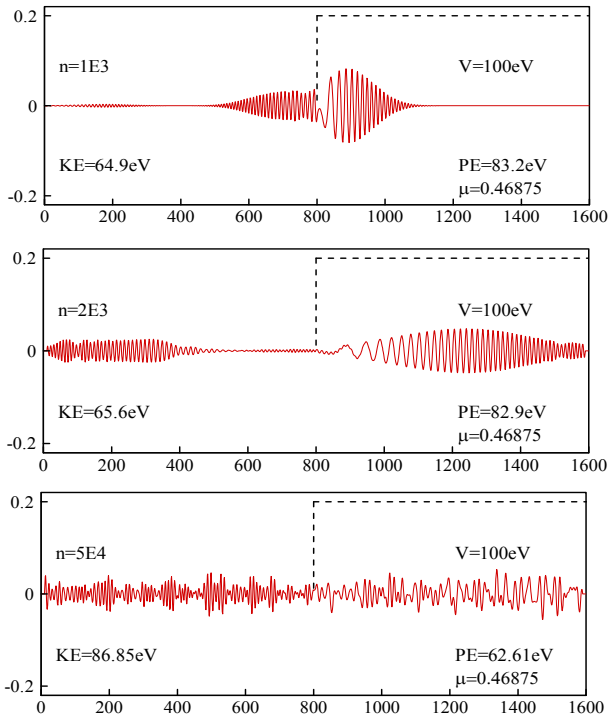 0.2
n=1E3 V=100eV
0
KE=64.9eV PE=83.2eV
μ=0.46875
-0.2
0 200 400 600 800 1000 1200 1400 1600
0.2
n=2E3 V=100eV
0
KE=65.6eV PE=82.9eV
μ=0.46875
-0.2
0 200 400 600 800 1000 1200 1400 1600
0.2
n=5E4 V=100eV
0
KE=86.85eV PE=62.61eV
μ=0.46875
-0.2
0 200 400 600 800 1000 1200 1400 1600